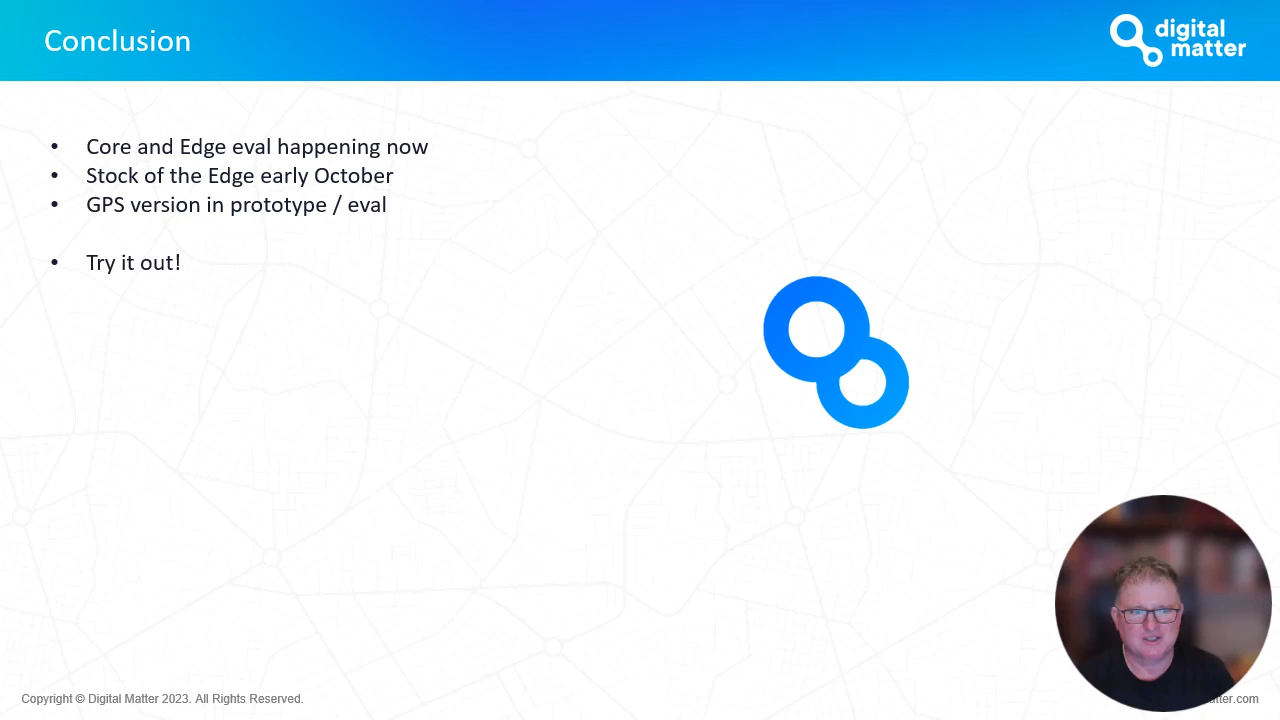 Conclusion
digital
matter
• Core and Edge eval happening now
• Stock of the Edge early October
• GPS version in prototype / eval
• Try it out!
Copyright © Digital Matter 2023. All Rights Reserved.